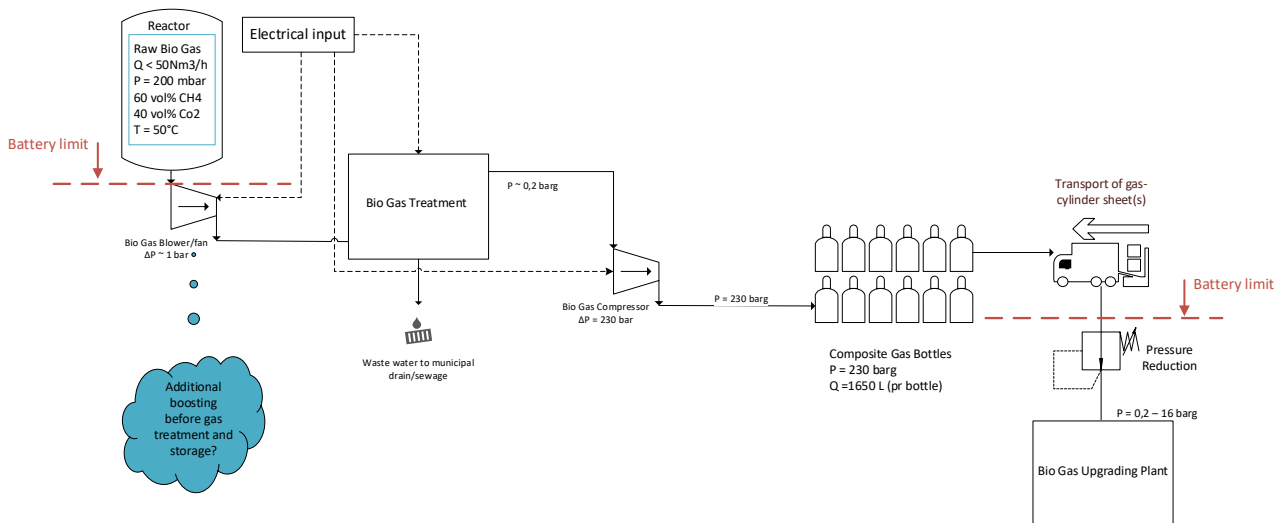 Reactor
Raw Bio Gas
Q < 50Nm3/h
P = 200 mbar
60 vol% CH4
40 vol% Co2
T = 50°C
Electrical input
Battery limit
Bio Gas Blower/fan
ΔP ~ 1 bar
Additional
boosting
before gas
treatment and
storage?
Bio Gas Treatment
P ~ 0,2 barg
Waste water to municipal
drain/sewage
Bio Gas Compressor
ΔP = 230 bar
P = 230 barg
Composite Gas Bottles
P = 230 barg
Q =1650 L (pr bottle)
Transport of gas-
cylinder sheet(s)
Battery limit
Pressure
Reduction
P = 0,2 – 16 barg
Bio Gas Upgrading Plant